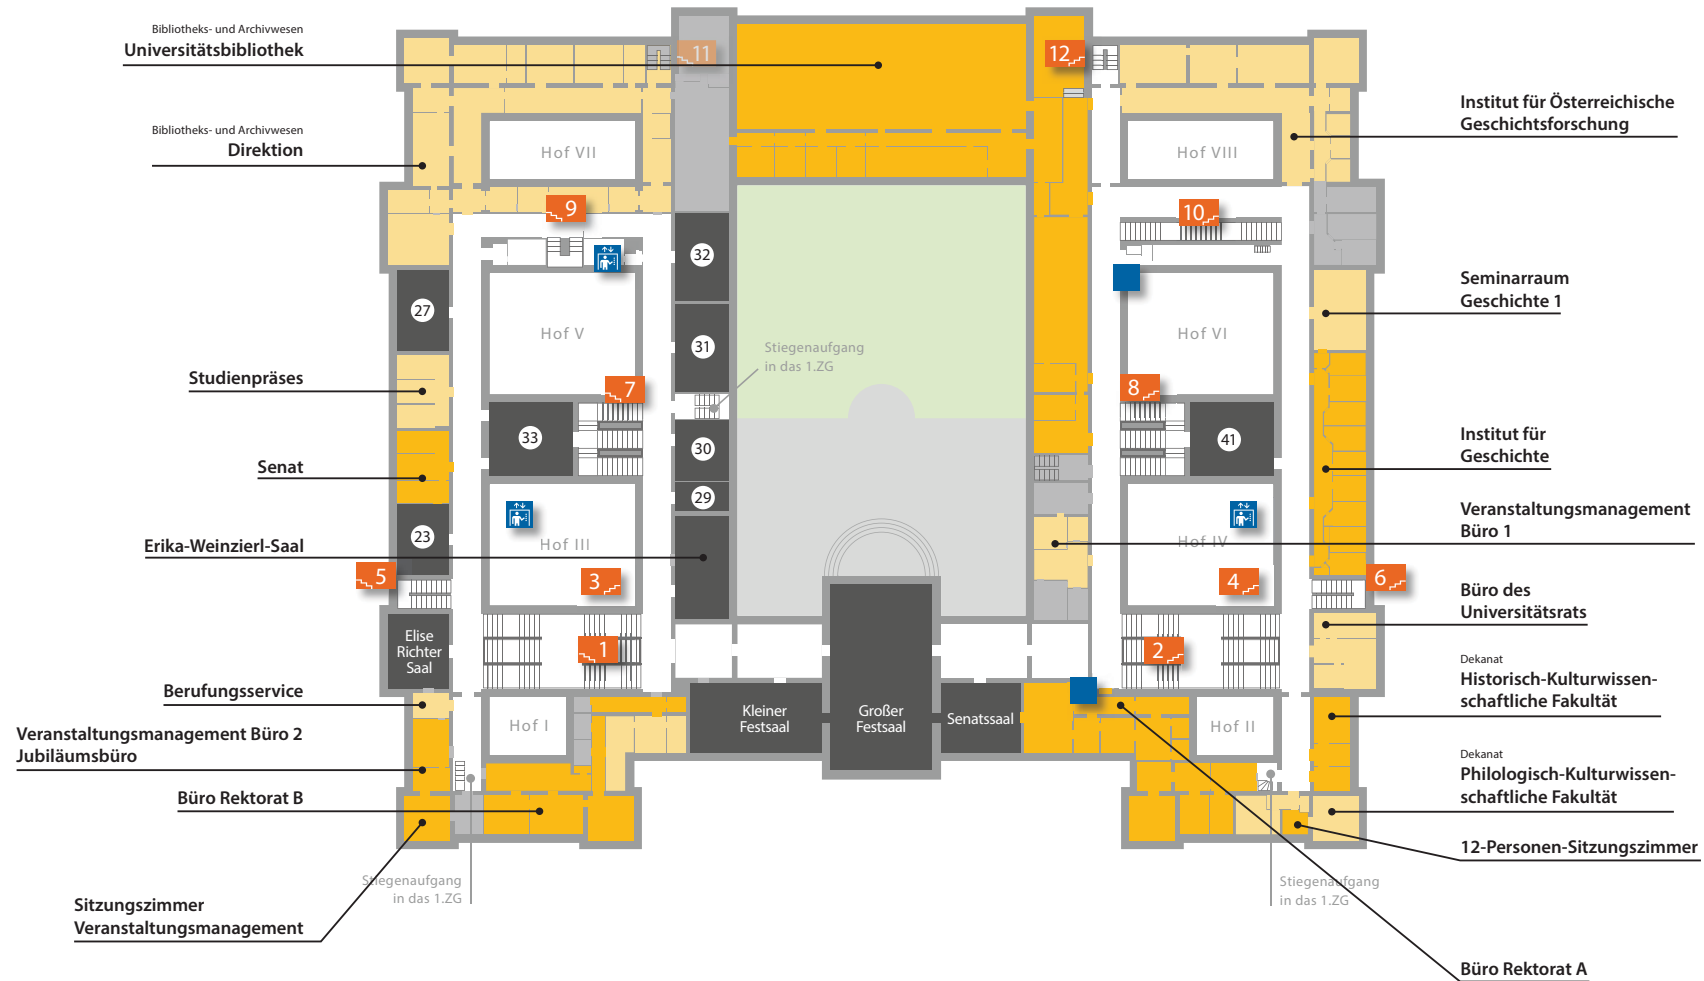 Bibliotheks- und Archivwesen
Universitätsbibliothek
Bibliotheks- und Archivwesen
Direktion
Studienpräses
Senat
Erika-Weinzierl-Saal
Berufungsservice
Veranstaltungsmanagement Büro 2
Jubiläumsbüro
Büro Rektorat B
Sitzungszimmer
Veranstaltungsmanagement
11
12
Hof VII
Hof VIII
9
10
32
27
31
Hof V
Hof VI
Stiegenaufgang
in das 1.ZG
7
8
33
30
41
29
23
Hof III
Hof IV
5
3
4
6
Elise
Richter
Saal
1
2
Hof I
Kleiner
Festsaal
Großer
Festsaal
Senatssaal
Hof II
Stiegenaufgang
in das 1.ZG
Stiegenaufgang
in das 1.ZG
Institut für Österreichische
Geschichtsforschung
Seminarraum
Geschichte 1
Institut für
Geschichte
Veranstaltungsmanagement
Büro 1
Büro des
Universitätsrats
Dekanat
Historisch-Kulturwissen-
schaftliche Fakultät
Dekanat
Philologisch-Kulturwissen-
schaftliche Fakultät
12-Personen-Sitzungszimmer
Büro Rektorat A